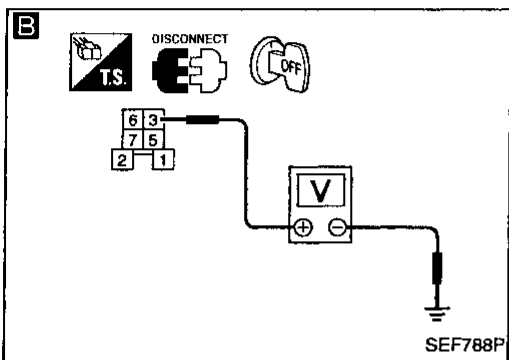 B
DISCONNECT
T.S.
OFF
6 3
7 5
2 1
V
+ −
SEF788P